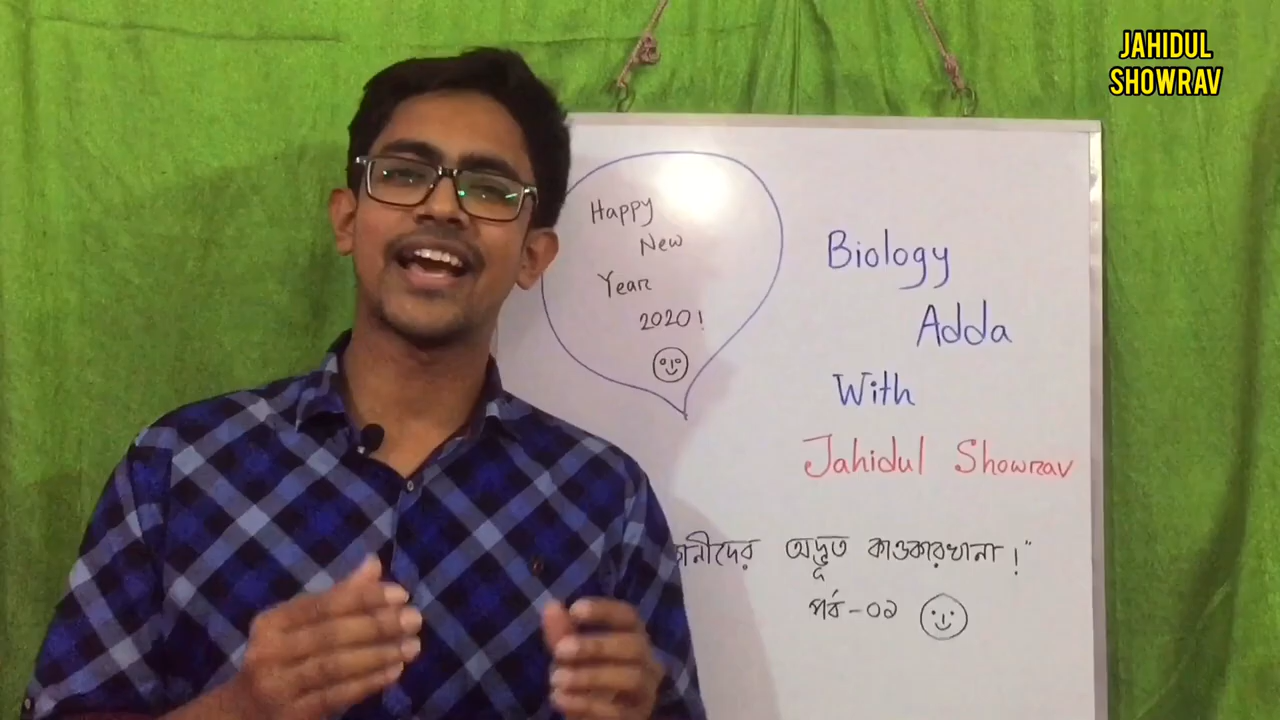 JAHIDUL
SHOWRAV
Happy
New
Year
2020!
Biology
Adda
With
Jahidul Showrav
অদ্ভূত কাণ্ডকারখানা!"
পর্ব-০১